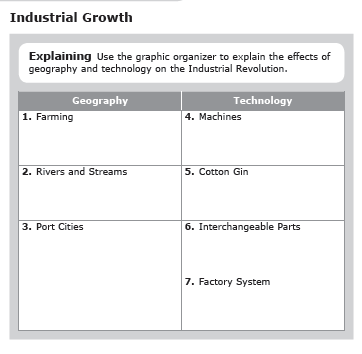 Industrial Growth
Explaining Use the graphic organizer to explain the effects of
geography and technology on the Industrial Revolution.
Geography
Technology
1. Farming
4. Machines
2. Rivers and Streams
5. Cotton Gin
3. Port Cities
6. Interchangeable Parts
7. Factory System